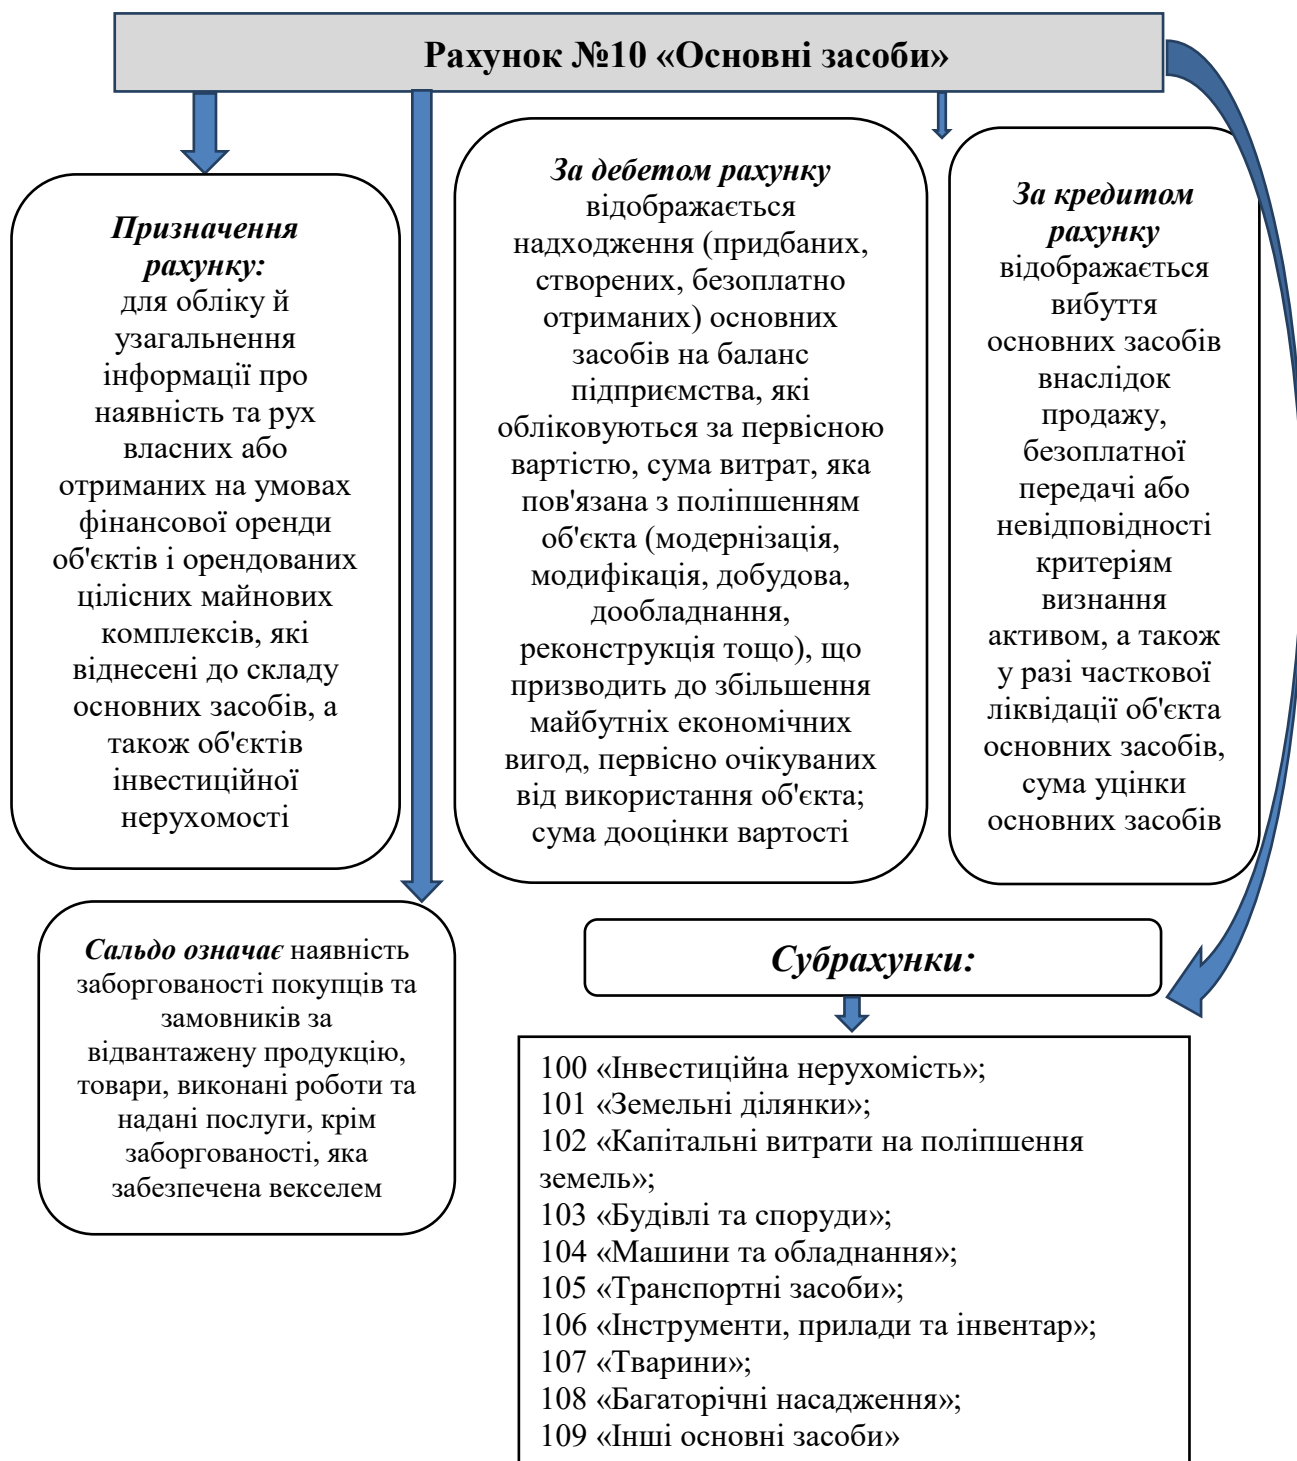 Рахунок №10 «Основні засоби»
Призначення
рахунку:
для обліку й
узагальнення
інформації про
наявність та рух
власних або
отриманих на умовах
фінансової оренди
об'єктів і орендованих
цілісних майнових
комплексів, які
віднесені до складу
основних засобів, а
також об'єктів
інвестиційної
нерухомості
За дебетом рахунку
відображається
надходження (придбаних,
створених, безоплатно
отриманих) основних
засобів на баланс
підприємства, які
обліковуються за первісною
вартістю, сума витрат, яка
пов'язана з поліпшенням
об'єкта (модернізація,
модифікація, добудова,
дообладнання,
реконструкція тощо), що
призводить до збільшення
майбутніх економічних
вигод, первісно очікуваних
від використання об'єкта;
сума дооцінки вартості
За кредитом
рахунку
відображається
вибуття
основних засобів
внаслідок
продажу,
безоплатної
передачі або
невідповідності
критеріям
визнання
активом, а також
у разі часткової
ліквідації об'єкта
основних засобів,
сума уцінки
основних засобів
Сальдо означає наявність
заборгованості покупців та
замовників за
відвантажену продукцію,
товари, виконані роботи та
надані послуги, крім
заборгованості, яка
забезпечена векселем
Субрахунки:
100 «Інвестиційна нерухомість»;
101 «Земельні ділянки»;
102 «Капітальні витрати на поліпшення
земель»;
103 «Будівлі та споруди»;
104 «Машини та обладнання»;
105 «Транспортні засоби»;
106 «Інструменти, прилади та інвентар»;
107 «Тварини»;
108 «Багаторічні насадження»;
109 «Інші основні засоби»